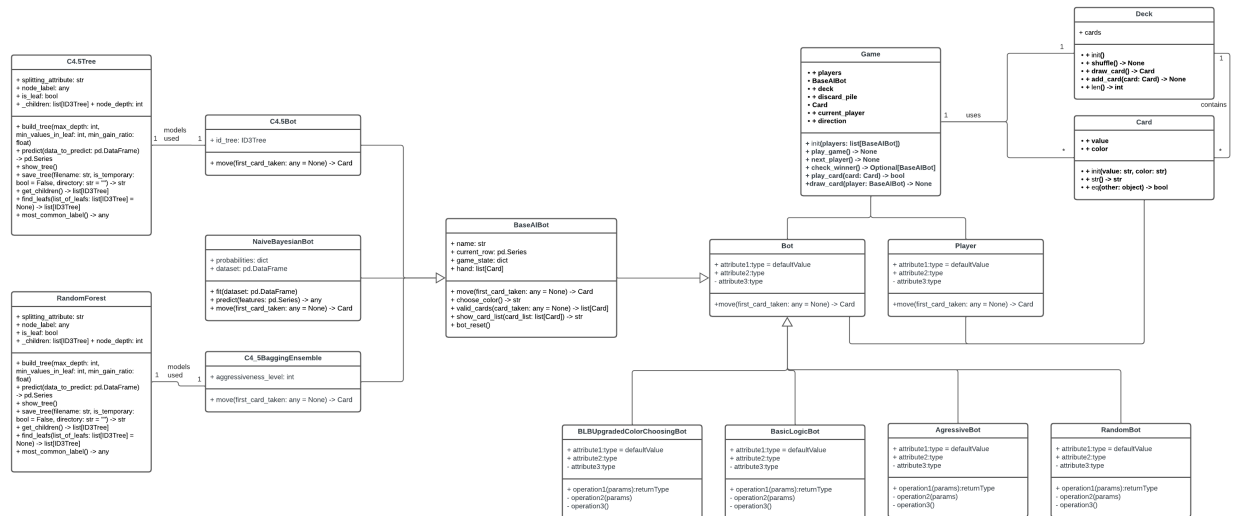 Deck
+ cards
• + init()
• + shuffle() -> None
• + draw_card() -> Card
• + add_card(card: Card) -> None
• + len() -> int
1
1
contains
Game
• + players
• BaseAIBot
• + deck
• + discard_pile
• Card
• + current_player
• + direction
+ init(players: list[BaseAIBot])
+ play_game() -> None
+ next_player() -> None
+ check_winner() -> Optional[BaseAIBot]
+ play_card(card: Card) -> bool
+draw_card(player: BaseAIBot) -> None
1
uses
*
*
Card
• + value
• + color
• + init(value: str, color: str)
• + str() -> str
• + eq(other: object) -> bool
C4.5Tree
+ splitting_attribute: str
+ node_label: any
+ is_leaf: bool
+ _children: list[ID3Tree] + node_depth: int
+ build_tree(max_depth: int,
min_values_in_leaf: int, min_gain_ratio:
float)
+ predict(data_to_predict: pd.DataFrame)
-> pd.Series
+ show_tree()
+ save_tree(filename: str, is_temporary:
bool = False, directory: str = "") -> str
+ get_children() -> list[ID3Tree]
+ find_leafs(list_of_leafs: list[ID3Tree] =
None) -> list[ID3Tree]
+ most_common_label() -> any
1
models
used
1
C4.5Bot
+ id_tree: ID3Tree
+ move(first_card_taken: any = None) -> Card
NaiveBayesianBot
+ probabilities: dict
+ dataset: pd.DataFrame
+ fit(dataset: pd.DataFrame)
+ predict(features: pd.Series) -> any
+ move(first_card_taken: any = None) -> Card
BaseAIBot
+ name: str
+ current_row: pd.Series
+ game_state: dict
+ hand: list[Card]
+ move(first_card_taken: any = None) -> Card
+ choose_color() -> str
+ valid_cards(card_taken: any = None) -> list[Card]
+ show_card_list(card_list: list[Card]) -> str
+ bot_reset()
Bot
+ attribute1:type = defaultValue
+ attribute2:type
- attribute3:type
+move(first_card_taken: any = None) -> Card
Player
+ attribute1:type = defaultValue
+ attribute2:type
- attribute3:type
+move(first_card_taken: any = None) -> Card
RandomForest
+ splitting_attribute: str
+ node_label: any
+ is_leaf: bool
+ _children: list[ID3Tree] + node_depth: int
+ build_tree(max_depth: int,
min_values_in_leaf: int, min_gain_ratio:
float)
+ predict(data_to_predict: pd.DataFrame)
-> pd.Series
+ show_tree()
+ save_tree(filename: str, is_temporary:
bool = False, directory: str = "") -> str
+ get_children() -> list[ID3Tree]
+ find_leafs(list_of_leafs: list[ID3Tree] =
None) -> list[ID3Tree]
+ most_common_label() -> any
1
models
used
1
C4_5BaggingEnsemble
+ aggressiveness_level: int
+ move(first_card_taken: any = None) -> Card
BLBUpgradedColorChoosingBot
+ attribute1:type = defaultValue
+ attribute2:type
- attribute3:type
+ operation1(params):returnType
- operation2(params)
- operation3()
BasicLogicBot
+ attribute1:type = defaultValue
+ attribute2:type
- attribute3:type
+ operation1(params):returnType
- operation2(params)
- operation3()
AgressiveBot
+ attribute1:type = defaultValue
+ attribute2:type
- attribute3:type
+ operation1(params):returnType
- operation2(params)
- operation3()
RandomBot
+ attribute1:type = defaultValue
+ attribute2:type
- attribute3:type
+ operation1(params):returnType
- operation2(params)
- operation3()